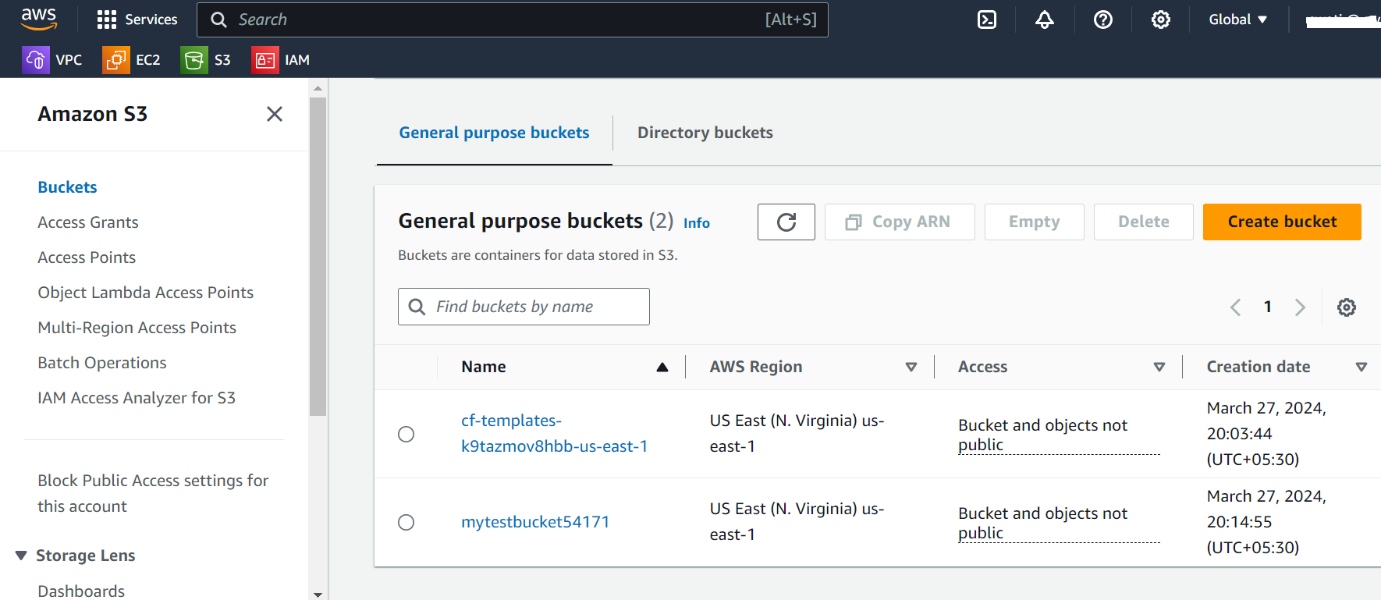 aws Services Search [Alt+S] Global ▼
VPC EC2 S3 IAM
Amazon S3
Buckets
Access Grants
Access Points
Object Lambda Access Points
Multi-Region Access Points
Batch Operations
IAM Access Analyzer for S3
Block Public Access settings for
this account
▼ Storage Lens
Dashboards
General purpose buckets Directory buckets
General purpose buckets (2) Info Copy ARN Empty Delete Create bucket
Buckets are containers for data stored in S3.
Find buckets by name 1
Name AWS Region Access Creation date
cf-templates-
k9tazmov8hbb-us-east-1
US East (N. Virginia) us-
east-1
Bucket and objects not
public
March 27, 2024,
20:03:44
(UTC+05:30)
mytestbucket54171
US East (N. Virginia) us-
east-1
Bucket and objects not
public
March 27, 2024,
20:14:55
(UTC+05:30)